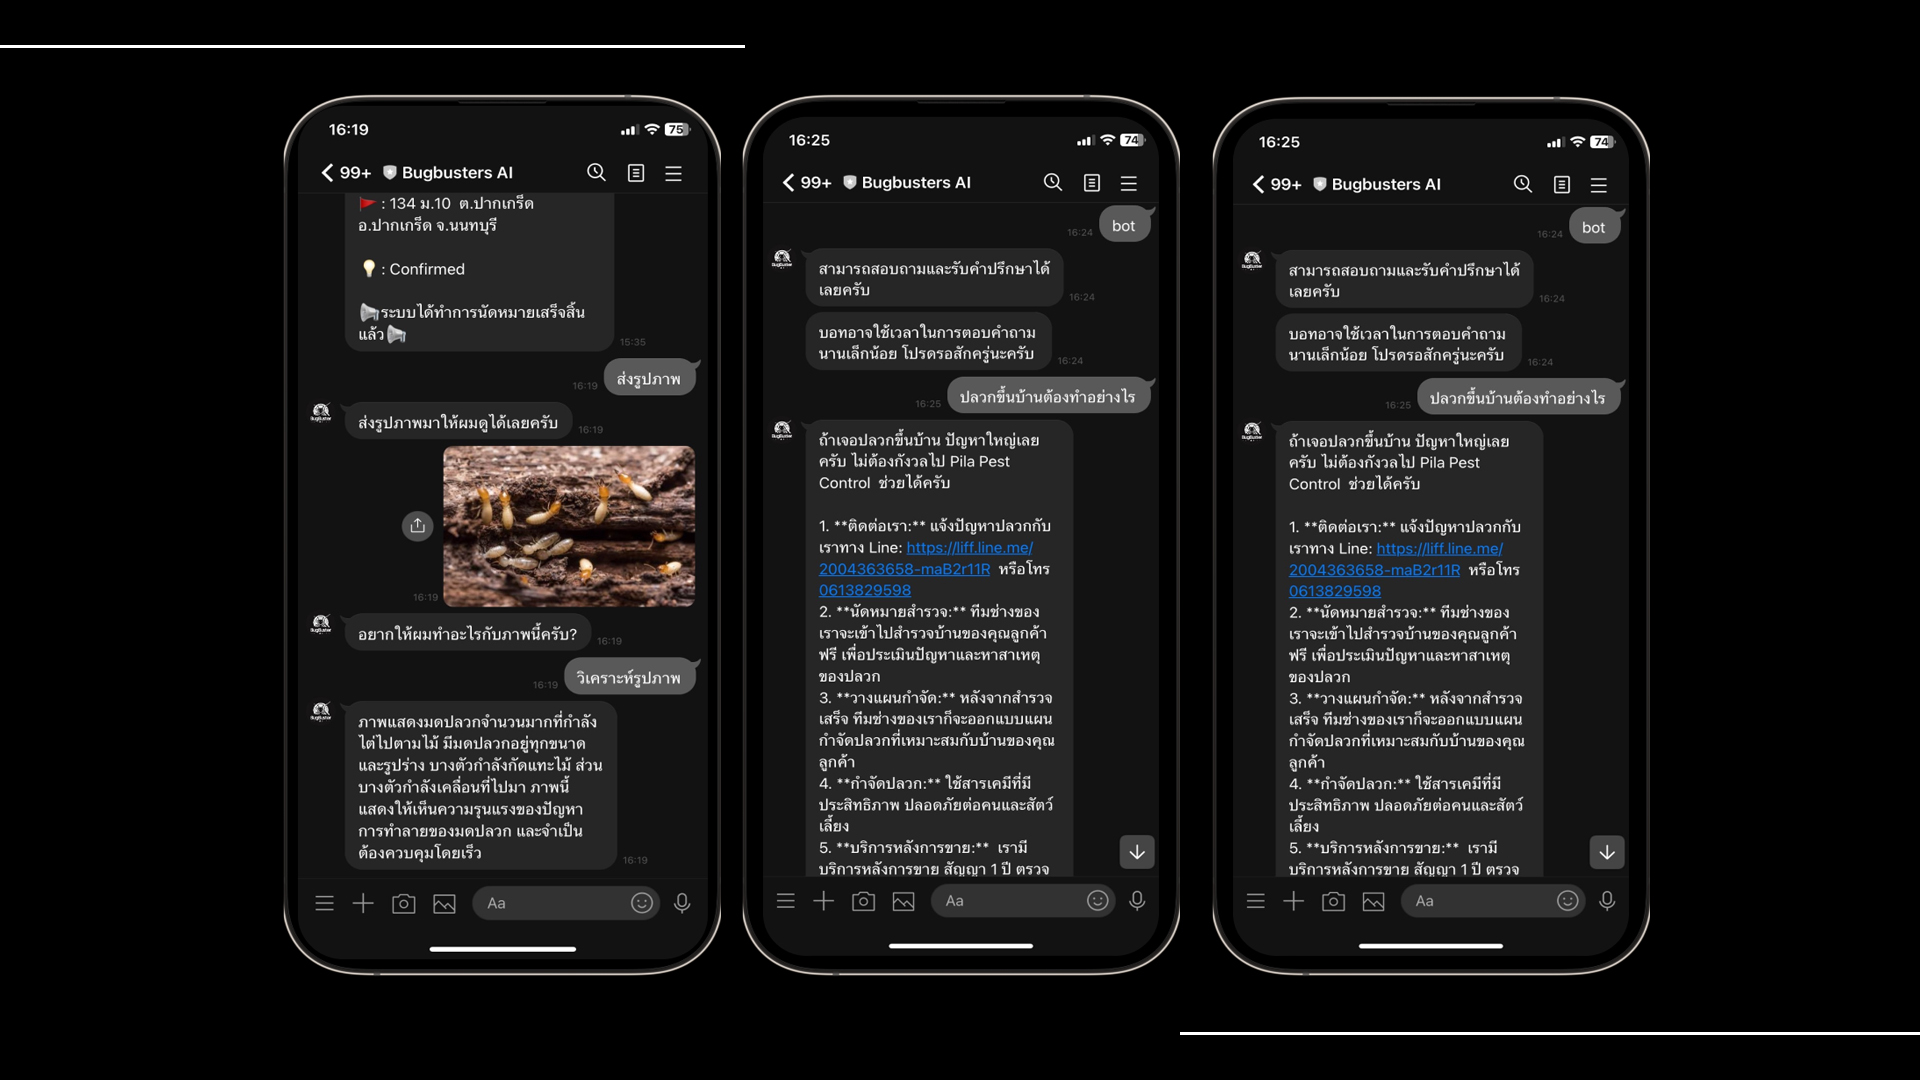 16:19
75
99+ Bugbusters AI
🚩 : 134 ม.10 ต.ปากเกร็ด
อ.ปากเกร็ด จ.นนทบุรี
💡 : Confirmed
📢ระบบได้ทำการนัดหมายเสร็จสิ้น
แล้ว📢
15:35
ส่งรูปภาพ
16:19
ส่งรูปภาพมาให้ผมดูได้เลยครับ
16:19
16:19
อยากให้ผมทำอะไรกับภาพนี้ครับ?
16:19
วิเคราะห์รูปภาพ
16:19
ภาพแสดงมดปลวกจำนวนมากที่กำลัง
ไต่ไปตามไม้ มีมดปลวกอยู่ทุกขนาด
และรูปร่าง บางตัวกำลังกัดแทะไม้ ส่วน
บางตัวกำลังเคลื่อนที่ไปมา ภาพนี้
แสดงให้เห็นความรุนแรงของปัญหา
การทำลายของมดปลวก และจำเป็น
ต้องควบคุมโดยเร็ว
16:19
Aa
16:25
74
99+ Bugbusters AI
bot
16:24
สามารถสอบถามและรับคำปรึกษาได้
เลยครับ
16:24
บอทอาจใช้เวลาในการตอบคำถาม
นานเล็กน้อย โปรดรอสักครู่นะครับ
16:24
ปลวกขึ้นบ้านต้องทำอย่างไร
16:25
ถ้าเจอปลวกขึ้นบ้าน ปัญหาใหญ่เลย
ครับ ไม่ต้องกังวลไป Pila Pest
Control ช่วยได้ครับ
1. **ติดต่อเรา:** แจ้งปัญหาปลวกกับ
เราทาง Line: https://liff.line.me/
2004363658-maB2r11R หรือโทร
0613829598
2. **นัดหมายสำรวจ:** ทีมช่างของ
เราจะเข้าไปสำรวจบ้านของคุณลูกค้า
ฟรี เพื่อประเมินปัญหาและหาสาเหตุ
ของปลวก
3. **วางแผนกำจัด:** หลังจากสำรวจ
เสร็จ ทีมช่างของเราก็จะออกแบบแผน
กำจัดปลวกที่เหมาะสมกับบ้านของคุณ
ลูกค้า
4. **กำจัดปลวก:** ใช้สารเคมีที่มี
ประสิทธิภาพ ปลอดภัยต่อคนและสัตว์
เลี้ยง
5. **บริการหลังการขาย:** เรามี
บริการหลังการขาย สัญญา 1 ปี ตรวจ
Aa
16:25
74
99+ Bugbusters AI
bot
16:24
สามารถสอบถามและรับคำปรึกษาได้
เลยครับ
16:24
บอทอาจใช้เวลาในการตอบคำถาม
นานเล็กน้อย โปรดรอสักครู่นะครับ
16:24
ปลวกขึ้นบ้านต้องทำอย่างไร
16:25
ถ้าเจอปลวกขึ้นบ้าน ปัญหาใหญ่เลย
ครับ ไม่ต้องกังวลไป Pila Pest
Control ช่วยได้ครับ
1. **ติดต่อเรา:** แจ้งปัญหาปลวกกับ
เราทาง Line: https://liff.line.me/
2004363658-maB2r11R หรือโทร
0613829598
2. **นัดหมายสำรวจ:** ทีมช่างของ
เราจะเข้าไปสำรวจบ้านของคุณลูกค้า
ฟรี เพื่อประเมินปัญหาและหาสาเหตุ
ของปลวก
3. **วางแผนกำจัด:** หลังจากสำรวจ
เสร็จ ทีมช่างของเราก็จะออกแบบแผน
กำจัดปลวกที่เหมาะสมกับบ้านของคุณ
ลูกค้า
4. **กำจัดปลวก:** ใช้สารเคมีที่มี
ประสิทธิภาพ ปลอดภัยต่อคนและสัตว์
เลี้ยง
5. **บริการหลังการขาย:** เรามี
บริการหลังการขาย สัญญา 1 ปี ตรวจ
Aa